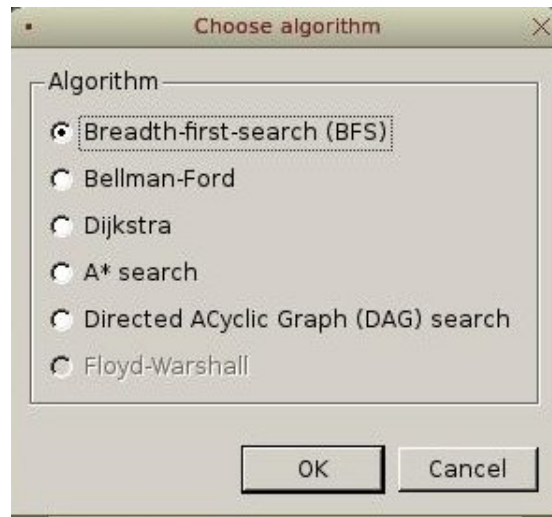 Choose algorithm
Algorithm
Breadth-first-search (BFS)
Bellman-Ford
Dijkstra
A* search
Directed ACyclic Graph (DAG) search
Floyd-Warshall
OK
Cancel